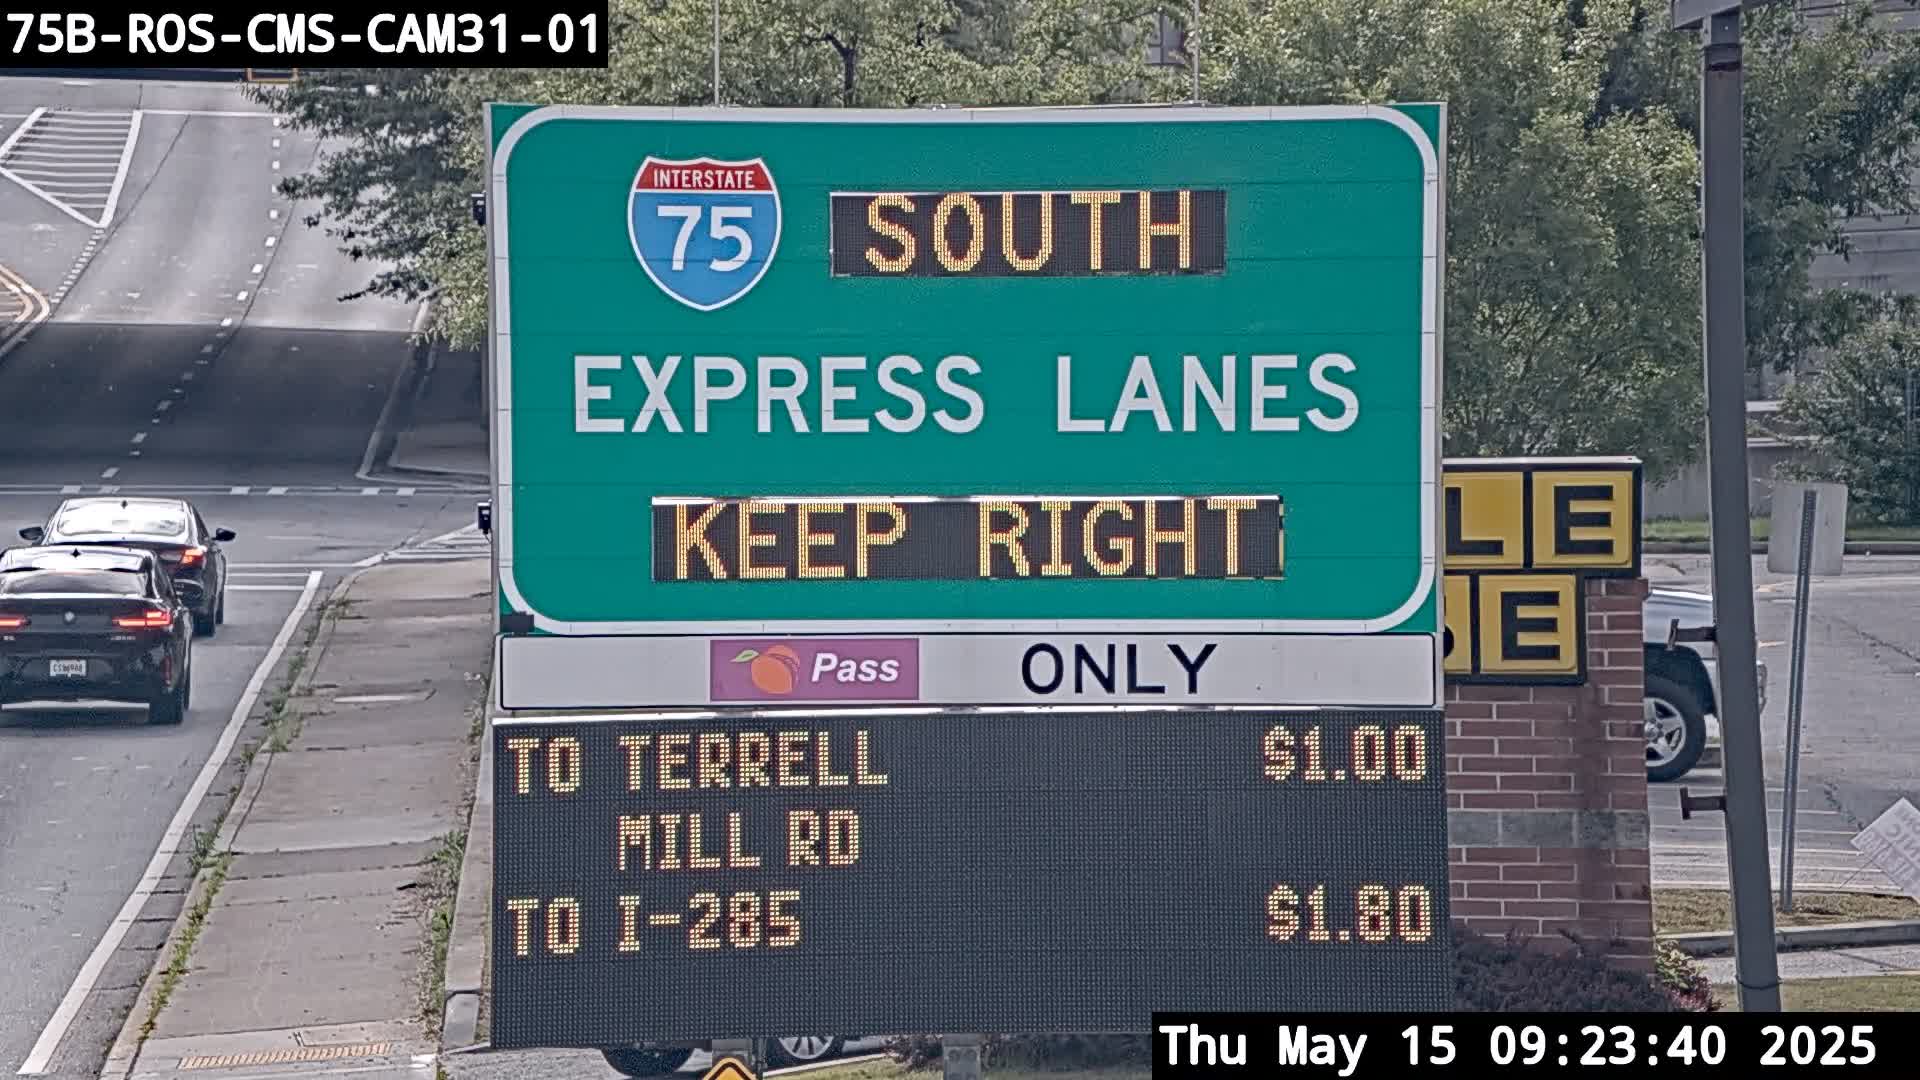 75B-ROS-CMS-CAM31-01
INTERSTATE
75
SOUTH
EXPRESS LANES
KEEP RIGHT
Pass ONLY
TO TERRELL $1.00
MILL RD
TO I-285 $1.80
LE
E
Thu May 15 09:23:40 2025